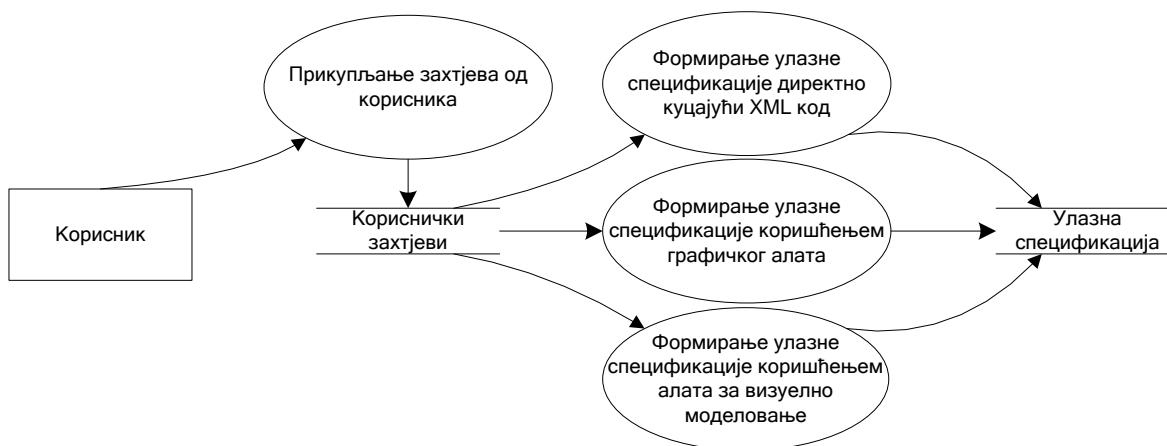 Прикупљање захтјева од
корисника
Формирање улазне
спецификације директно
куцајући XML код
Корисник
Кориснички
захтјеви
Формирање улазне
спецификације коришћењем
графичког алата
Улазна
спецификација
Формирање улазне
спецификације коришћењем
алата за визуелно
моделовање